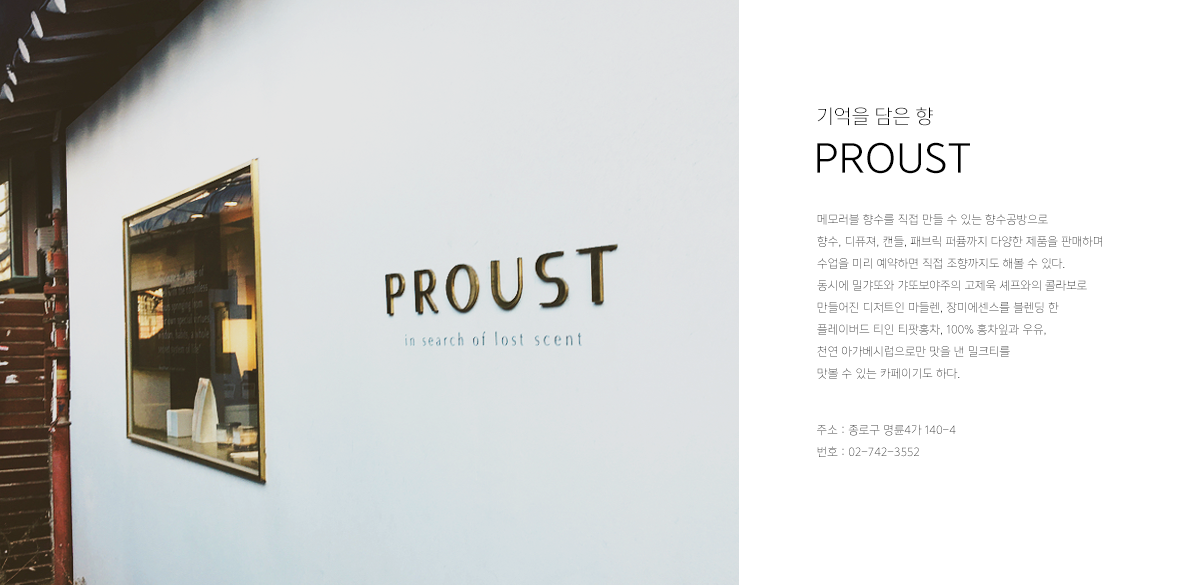 PROUST
in search of lost scent
기억을 담은 향
PROUST
메모러블 향수를 직접 만들 수 있는 향수공방으로
향수, 디퓨져, 캔들, 패브릭 퍼퓸까지 다양한 제품을 판매하며
수업을 미리 예약하면 직접 조향까지도 해볼 수 있다.
동시에 밀갸또와 갸또보야주의 고제욱 셰프와의 콜라보로
만들어진 디저트인 마들렌, 장미에센스를 블렌딩 한
플레이버드 티인 티팟홍차, 100% 홍차잎과 우유,
천연 아가베시럽으로만 맛을 낸 밀크티를
맛볼 수 있는 카페이기도 하다.
주소 : 종로구 명륜4가 140-4
번호 : 02-742-3552